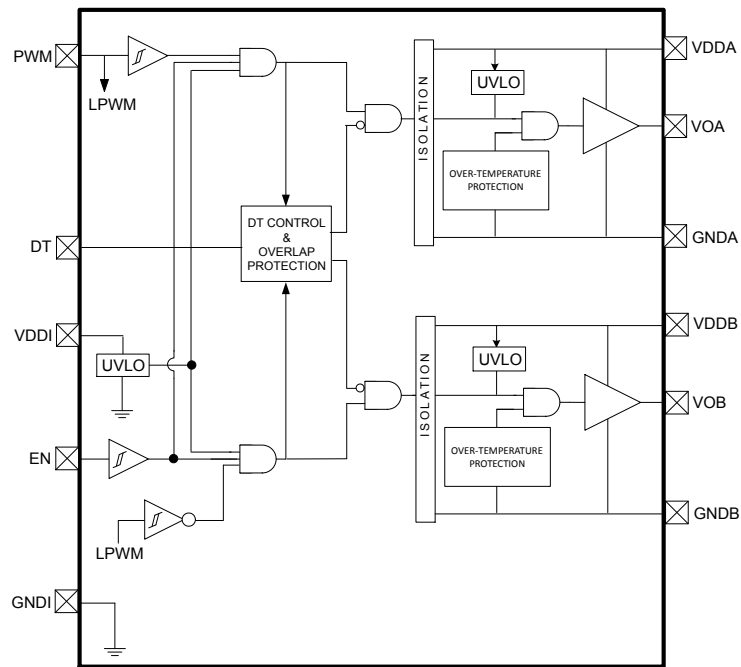 PWM
LPWM
DT
VDDI
UVLO
EN
LPWM
GNDI
DT CONTROL
&
OVERLAP
PROTECTION
ISOLATION
UVLO
OVER-TEMPERATURE
PROTECTION
VDDA
VOA
GNDA
ISOLATION
UVLO
OVER-TEMPERATURE
PROTECTION
VDDB
VOB
GNDB